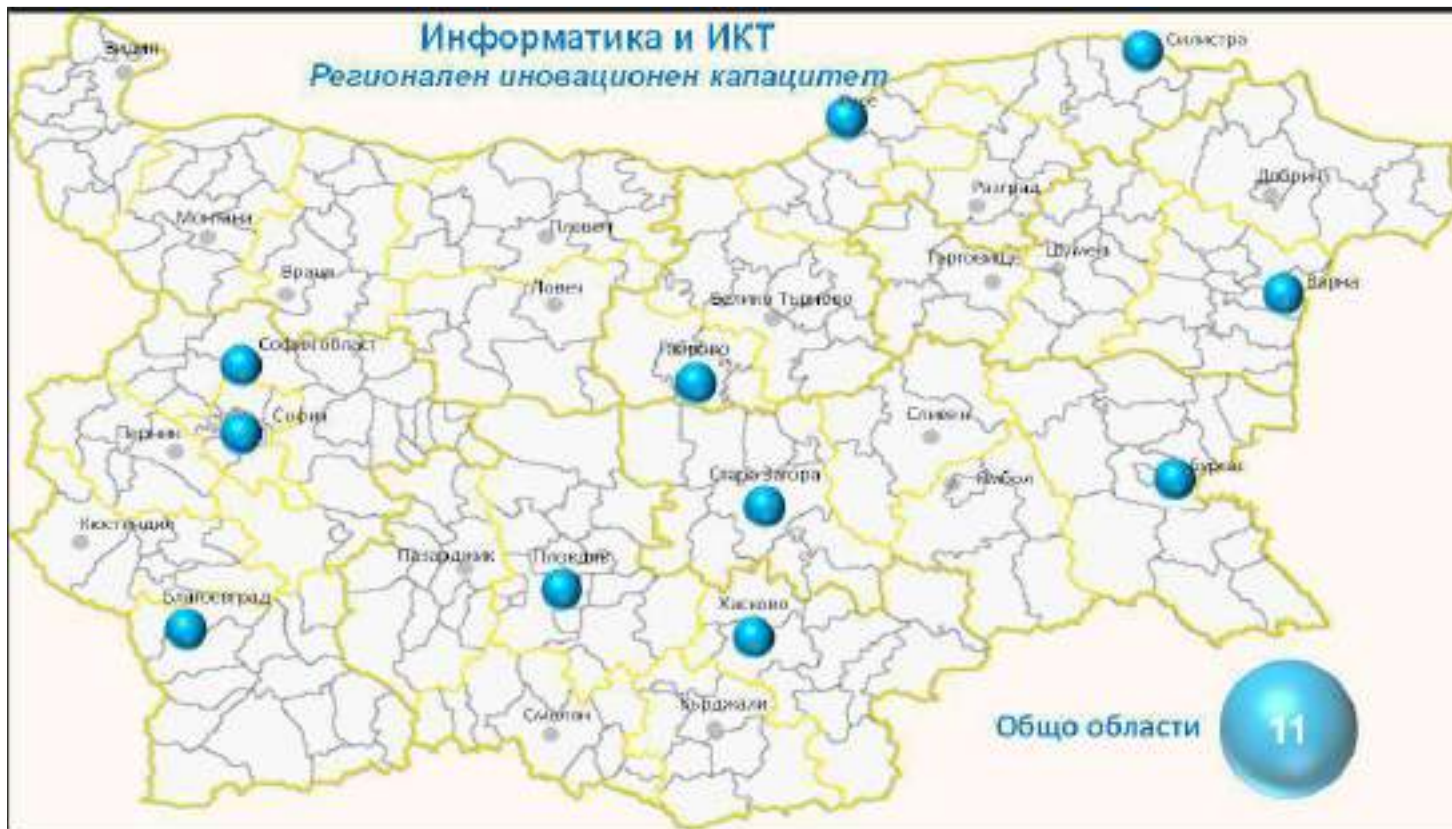 Информатика и ИКТ
Регионален иновационен капацитет
Видин
Силистра
Русе
Добрич
Разград
Монтана
Плевен
Търговище
Шумен
Враца
Ловеч
Велико Търново
Варна
София област
Габрово
София
Перник
Сливен
Стара Загора
Ямбол
Бургас
Кюстендил
Пазарджик
Пловдив
Благоевград
Хасково
Смолян
Кърджали
Общо области
11